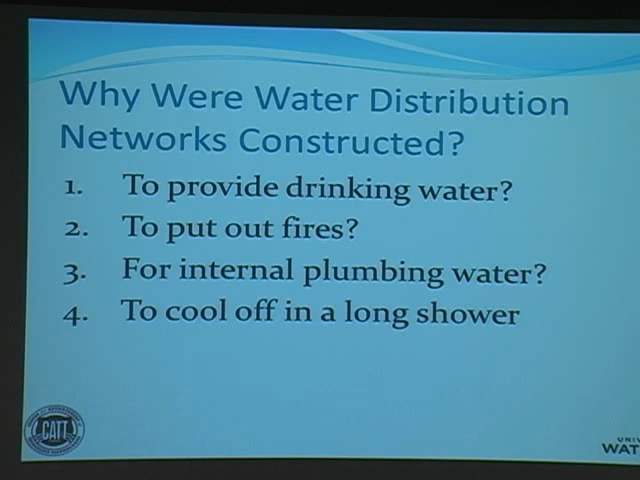 Why Were Water Distribution
Networks Constructed?
1. To provide drinking water?
2. To put out fires?
3. For internal plumbing water?
4. To cool off in a long shower
CATT
UNI
WAT